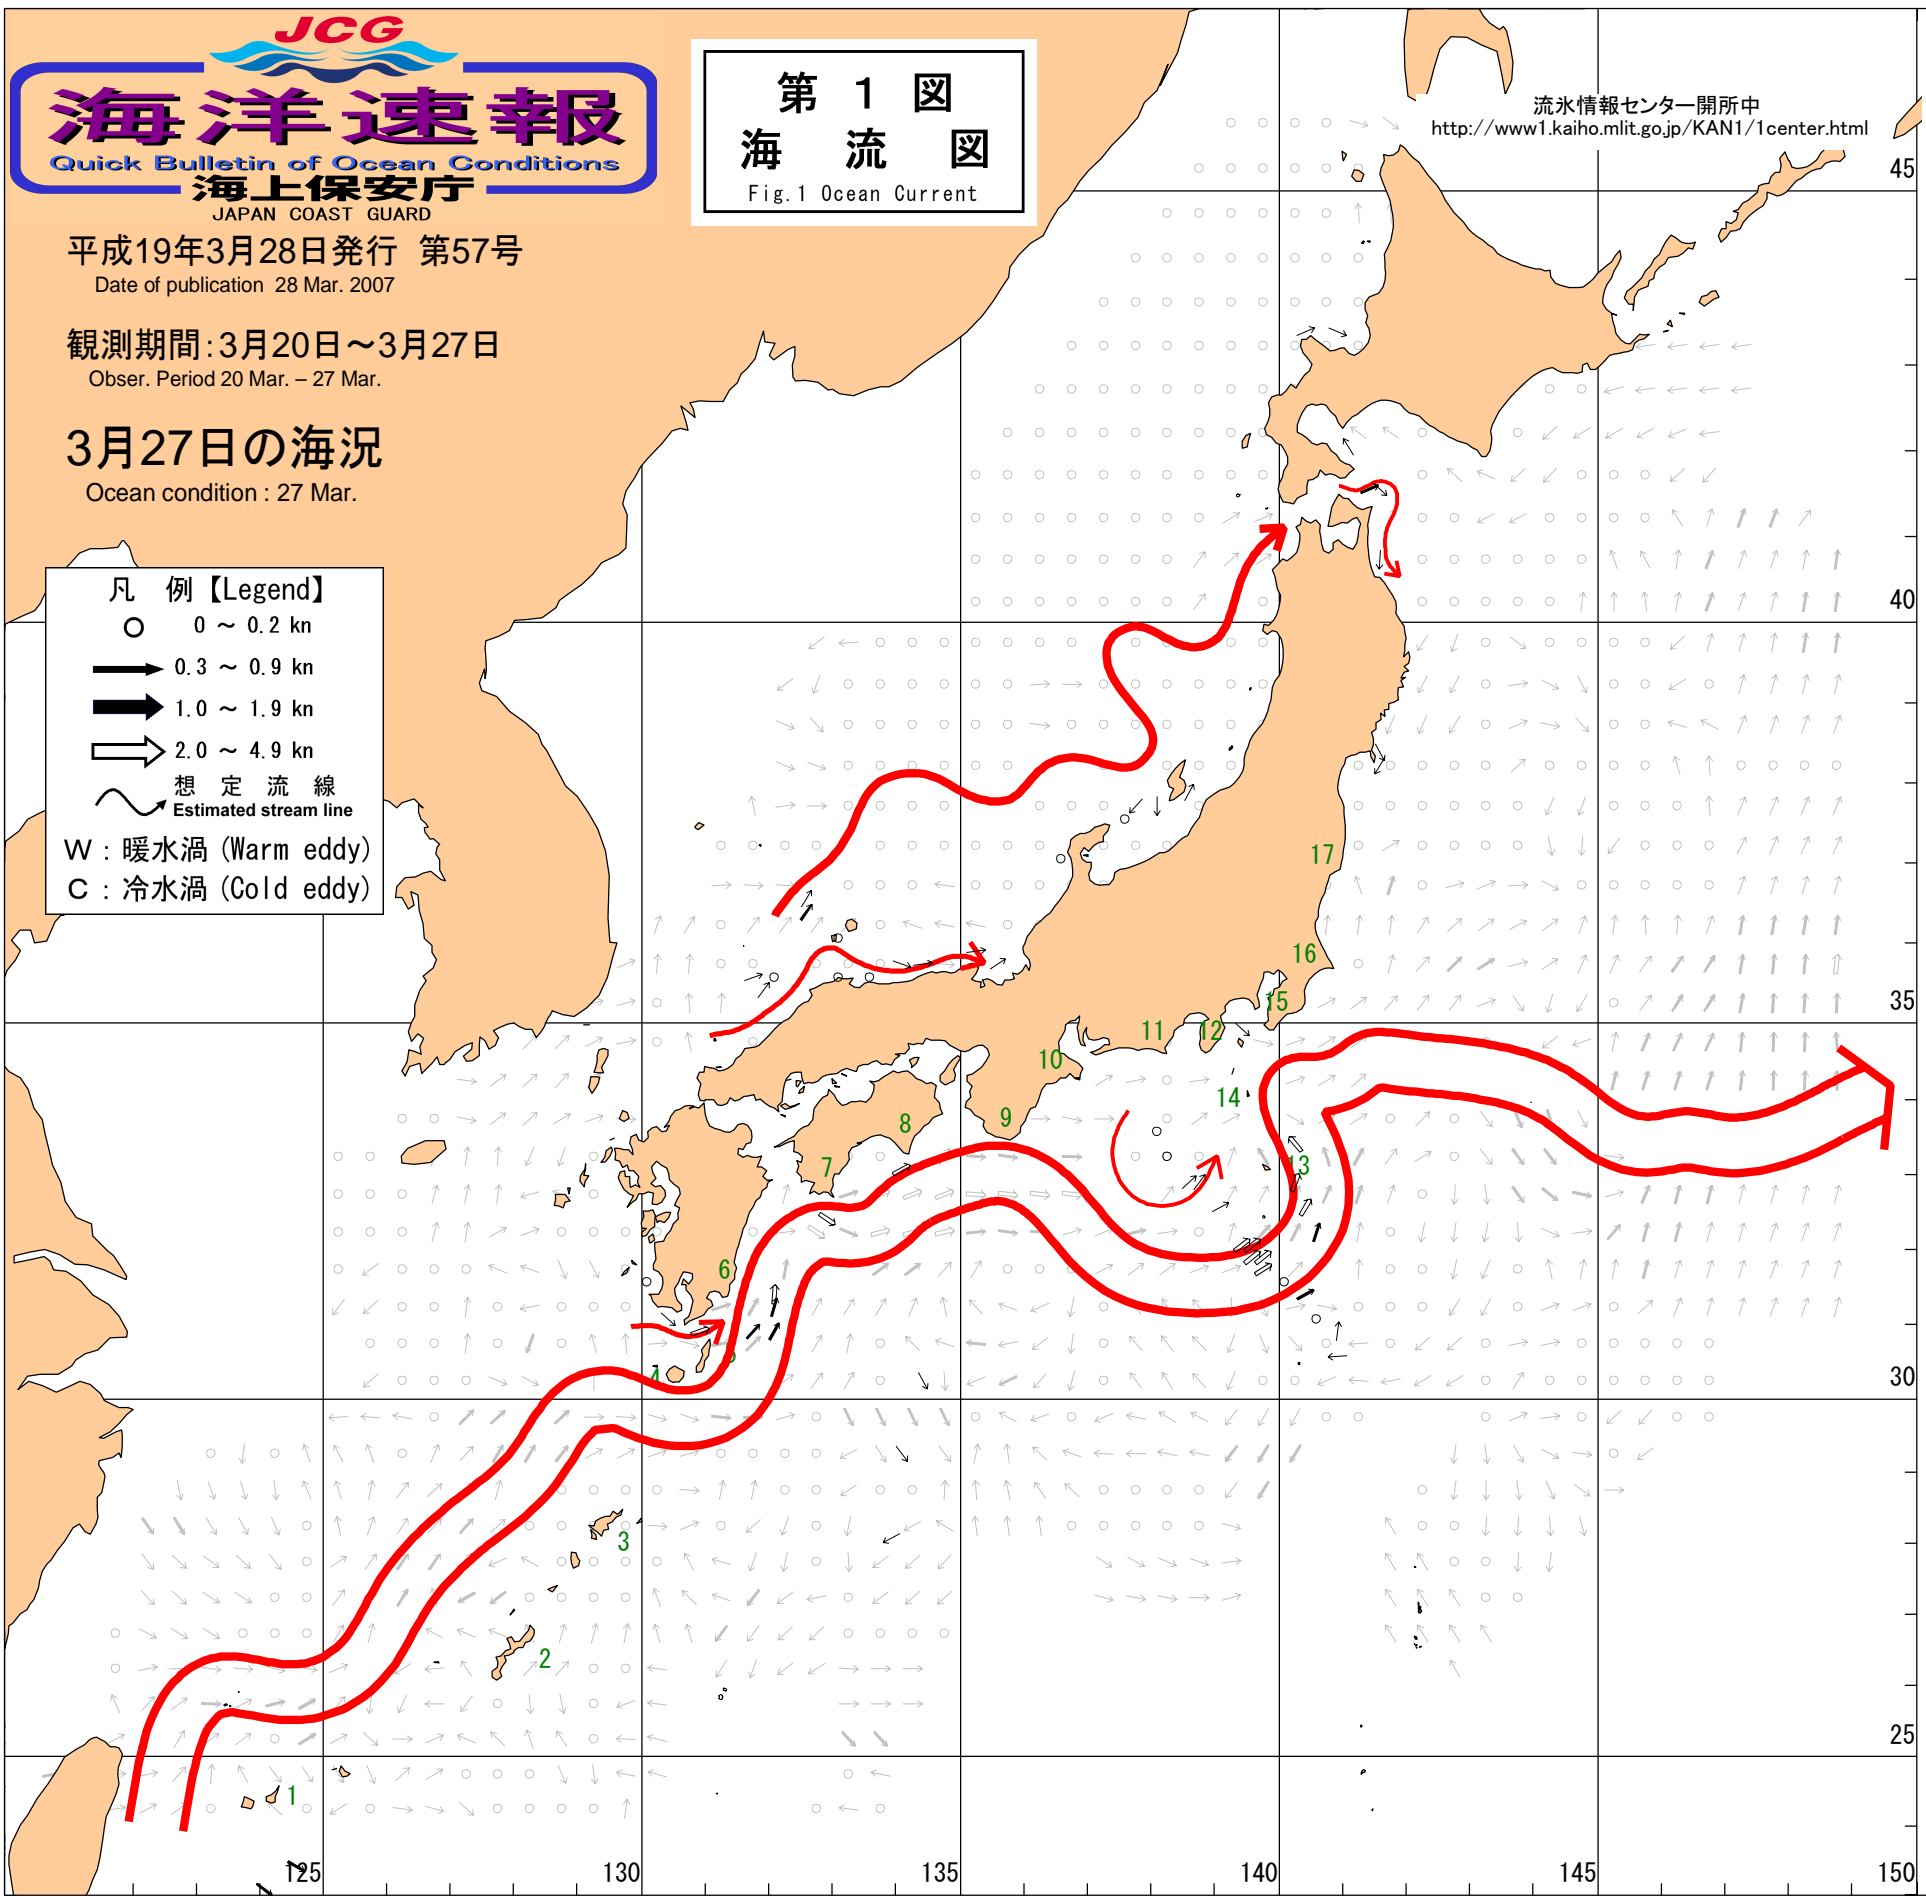 JCG
海洋速報
Quick Bulletin of Ocean Conditions
海上保安庁
JAPAN COAST GUARD
平成19年3月28日発行 第57号
Date of publication 28 Mar. 2007
観測期間:3月20日～3月27日
Obser. Period 20 Mar. – 27 Mar.
3月27日の海況
Ocean condition : 27 Mar.
第 1 図
海 流 図
Fig.1 Ocean Current
流氷情報センター開所中
http://www1.kaiho.mlit.go.jp/KAN1/1center.html
凡 例【Legend】
0 ～ 0.2 kn
0.3 ～ 0.9 kn
1.0 ～ 1.9 kn
2.0 ～ 4.9 kn
想 定 流 線
Estimated stream line
W : 暖水渦 (Warm eddy)
C : 冷水渦 (Cold eddy)
45
40
17
16
15
35
11
12
10
14
8
9
7
13
6
4
30
3
2
25
1
125
130
135
140
145
150